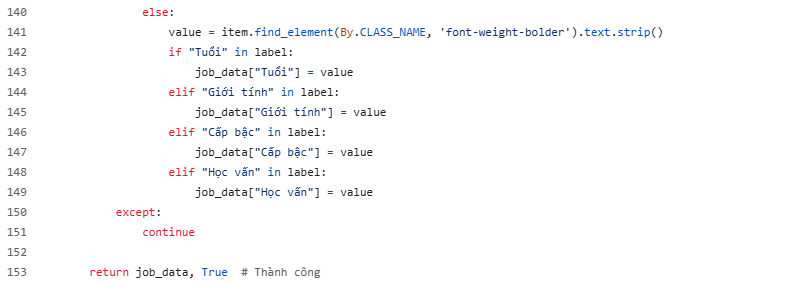 140                 else:
141                     value = item.find_element(By.CLASS_NAME, 'font-weight-bolder').text.strip()
142                     if "Tuổi" in label:
143                         job_data["Tuổi"] = value
144                     elif "Giới tính" in label:
145                         job_data["Giới tính"] = value
146                     elif "Cấp bậc" in label:
147                         job_data["Cấp bậc"] = value
148                     elif "Học vấn" in label:
149                         job_data["Học vấn"] = value
150             except:
151                 continue
152
153         return job_data, True  # Thành công